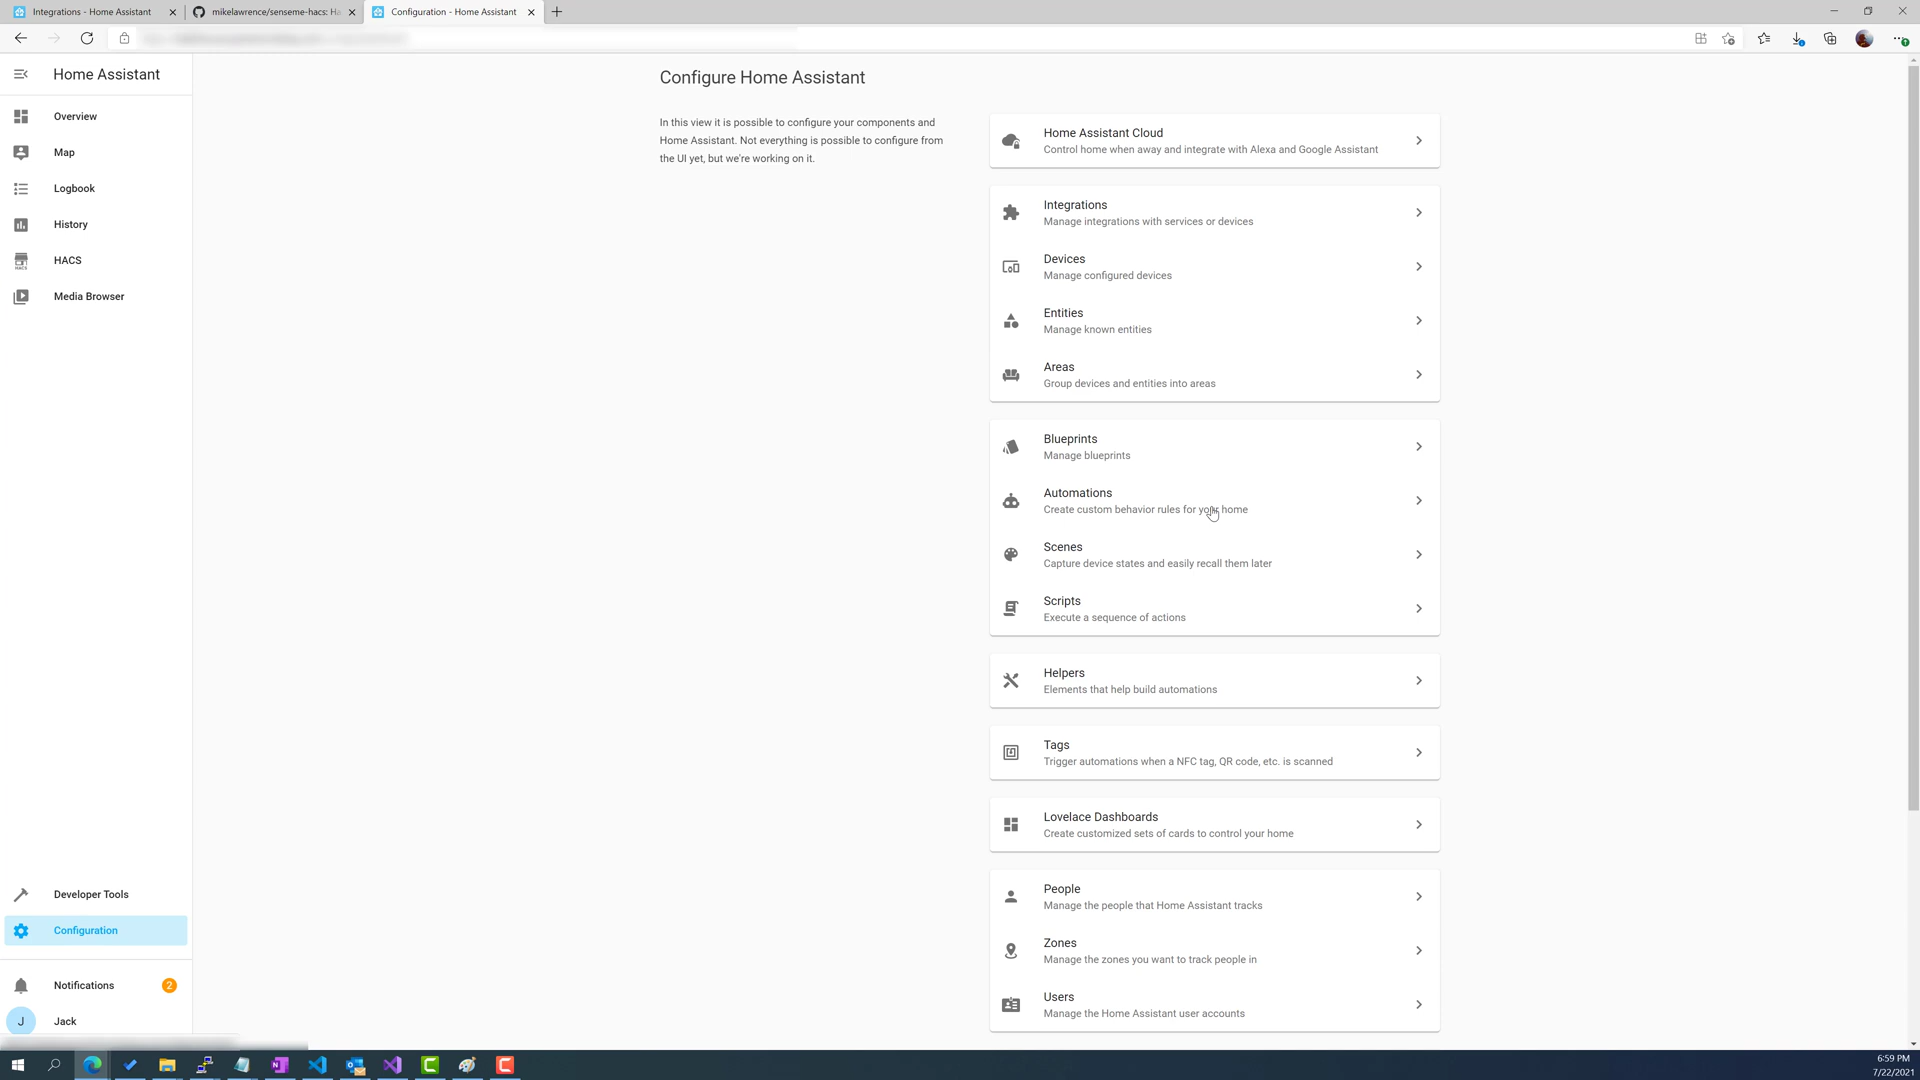 Integrations - Home Assistant
mikelawrence/senseme-hacs: Ha
Configuration - Home Assistant
Home Assistant
Overview
Map
Logbook
History
HACS
HACS
Media Browser
Developer Tools
Configuration
Notifications
2
J
Jack
Configure Home Assistant
In this view it is possible to configure your components and
Home Assistant. Not everything is possible to configure from
the UI yet, but we're working on it.
Home Assistant Cloud
Control home when away and integrate with Alexa and Google Assistant
Integrations
Manage integrations with services or devices
Devices
Manage configured devices
Entities
Manage known entities
Areas
Group devices and entities into areas
Blueprints
Manage blueprints
Automations
Create custom behavior rules for your home
Scenes
Capture device states and easily recall them later
Scripts
Execute a sequence of actions
Helpers
Elements that help build automations
Tags
Trigger automations when a NFC tag, QR code, etc. is scanned
Lovelace Dashboards
Create customized sets of cards to control your home
People
Manage the people that Home Assistant tracks
Zones
Manage the zones you want to track people in
Users
Manage the Home Assistant user accounts
6:59 PM
7/22/2021